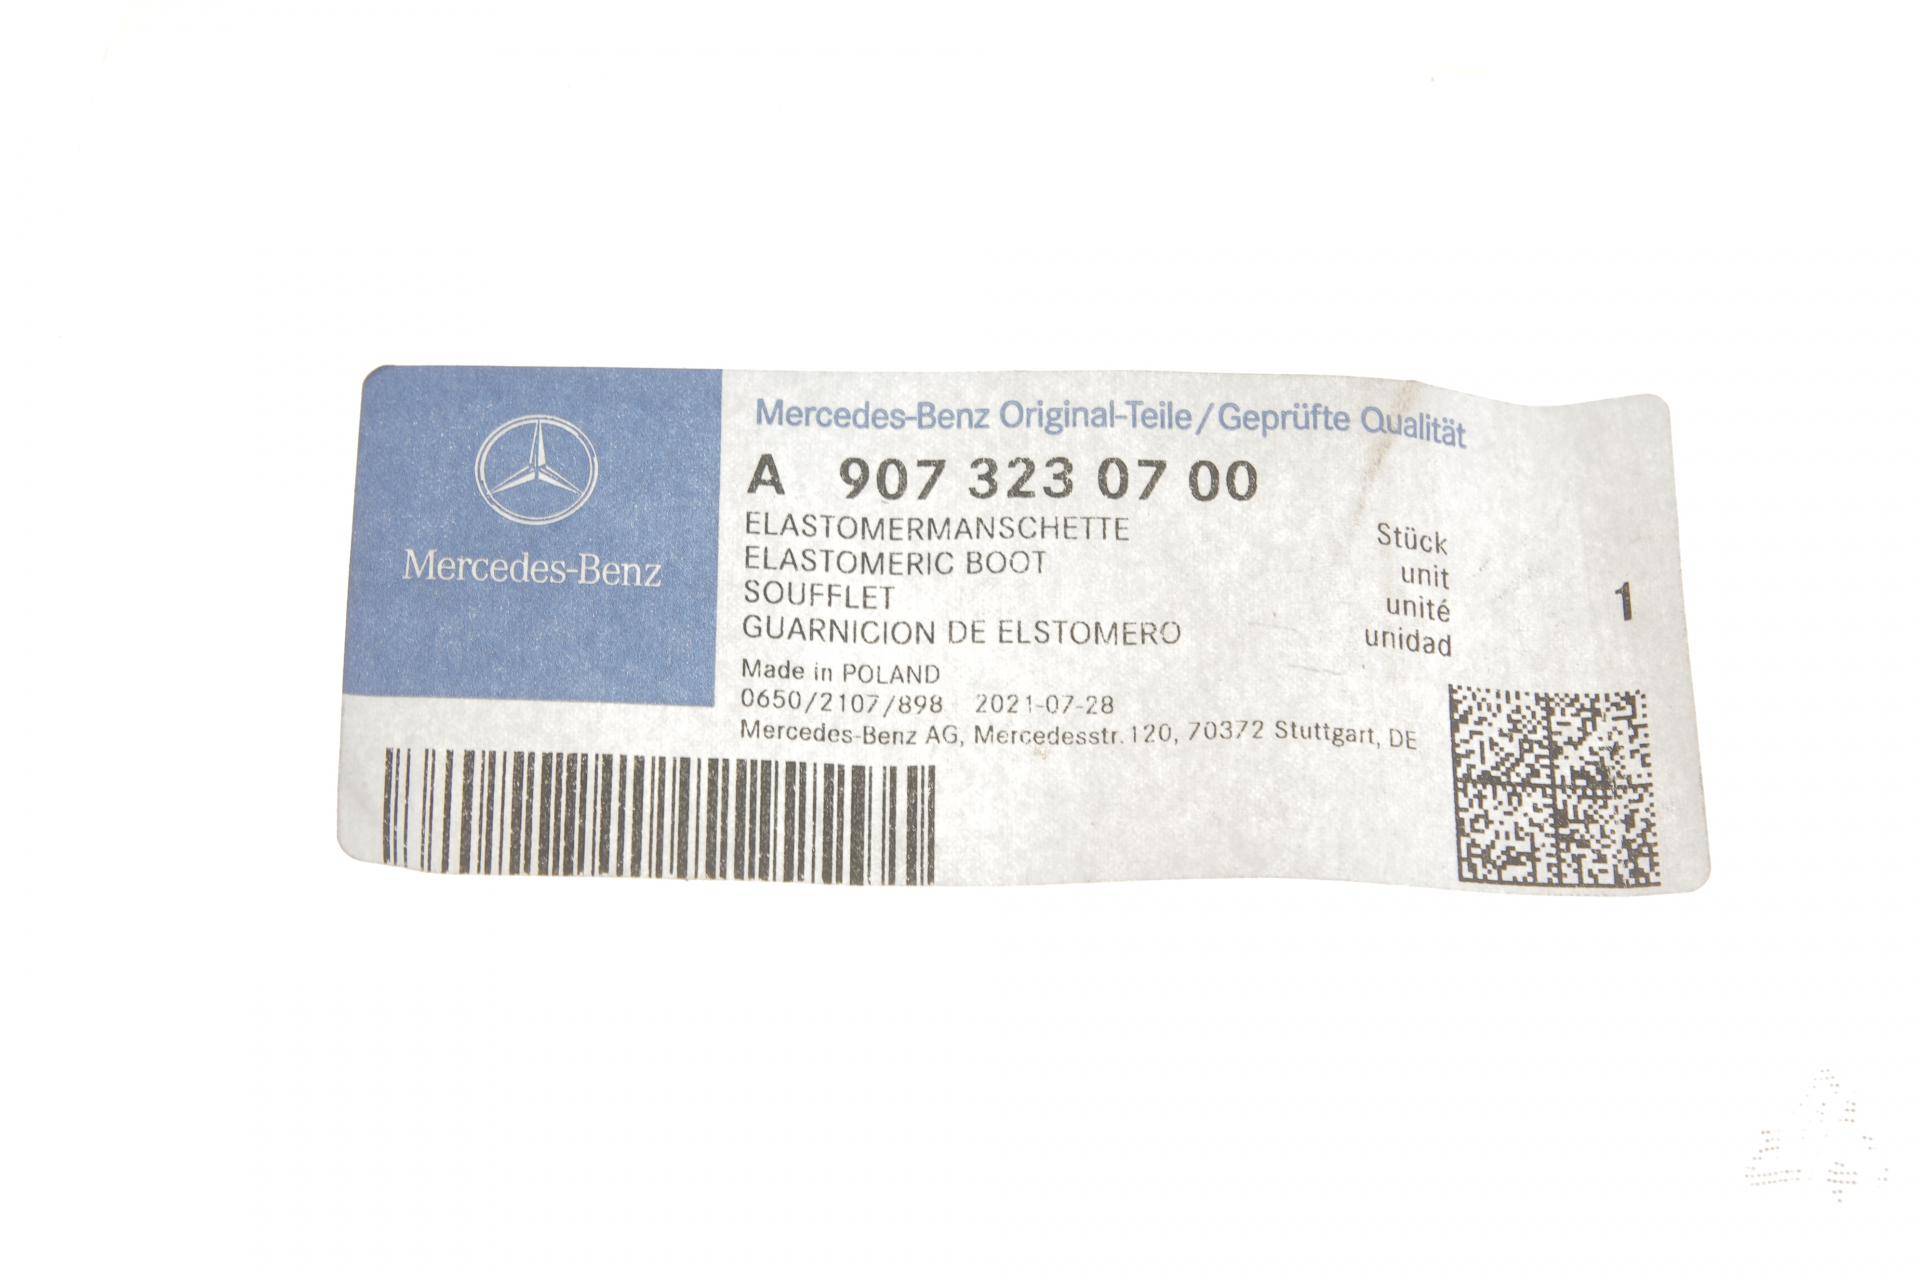 Mercedes-Benz
Mercedes-Benz Original-Teile/Geprüfte Qualität
A 907 323 07 00
ELASTOMERMANSCHETTE
ELASTOMERIC BOOT
SOUFFLET
GUARNICION DE ELSTOMERO
Stück
unit
unité
unidad
1
Made in POLAND
0650/2107/898 2021-07-28
Mercedes-Benz AG, Mercedesstr. 120, 70372 Stuttgart, DE